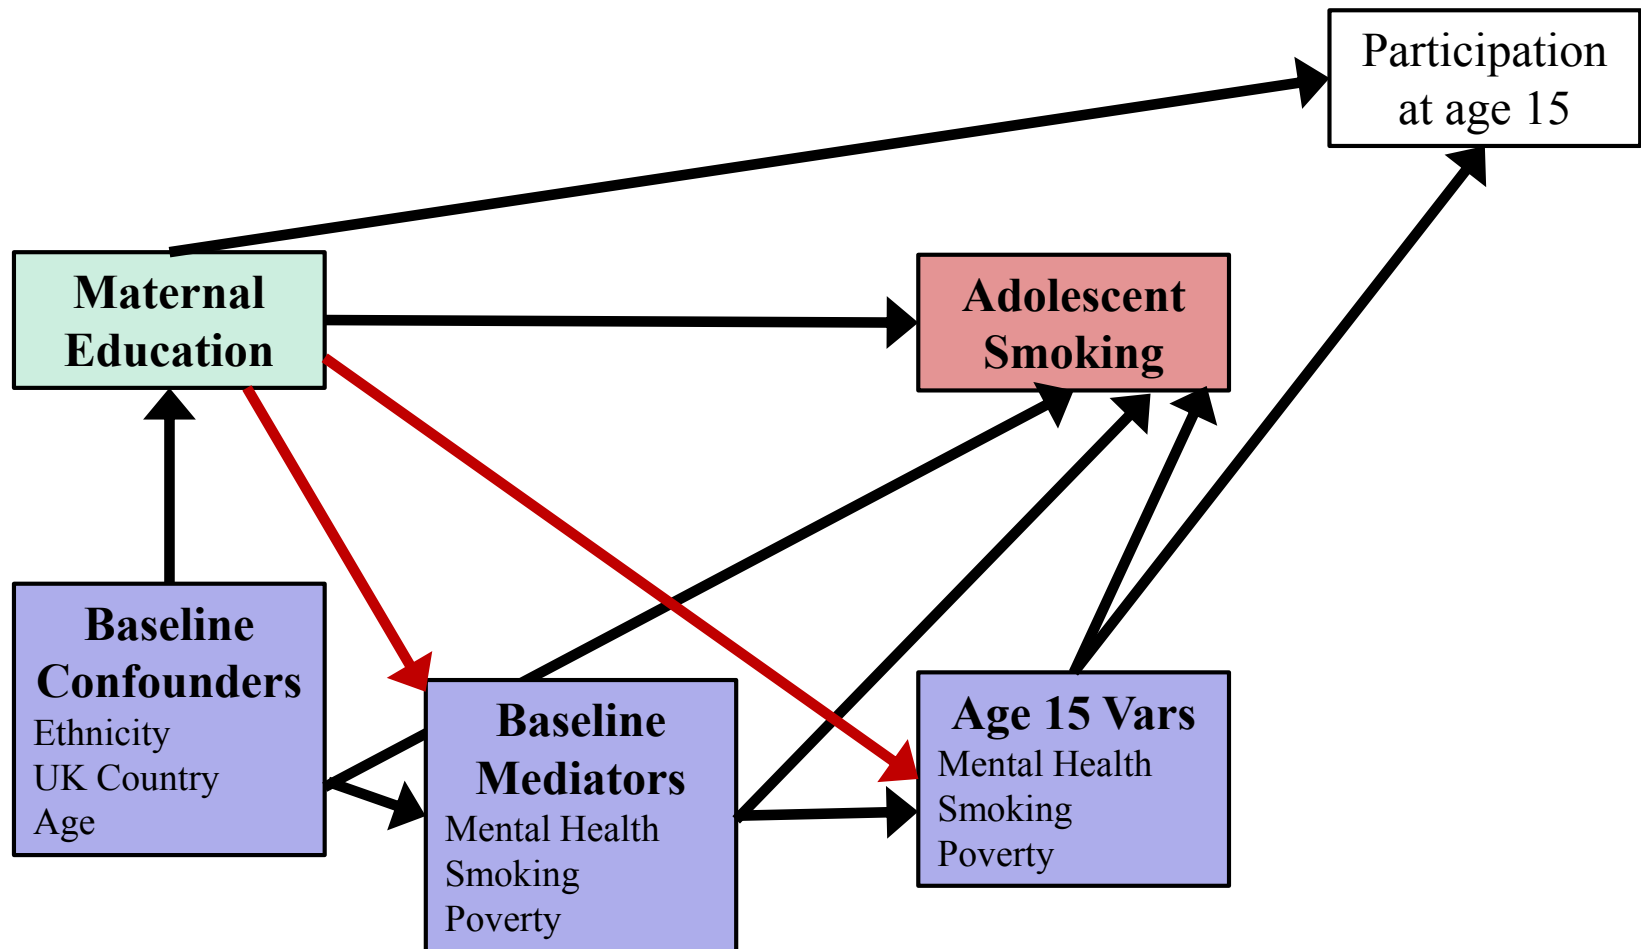 Participation
at age 15
Maternal
Education
Adolescent
Smoking
Baseline
Confounders
Ethnicity
UK Country
Age
Baseline
Mediators
Mental Health
Smoking
Poverty
Age 15 Vars
Mental Health
Smoking
Poverty